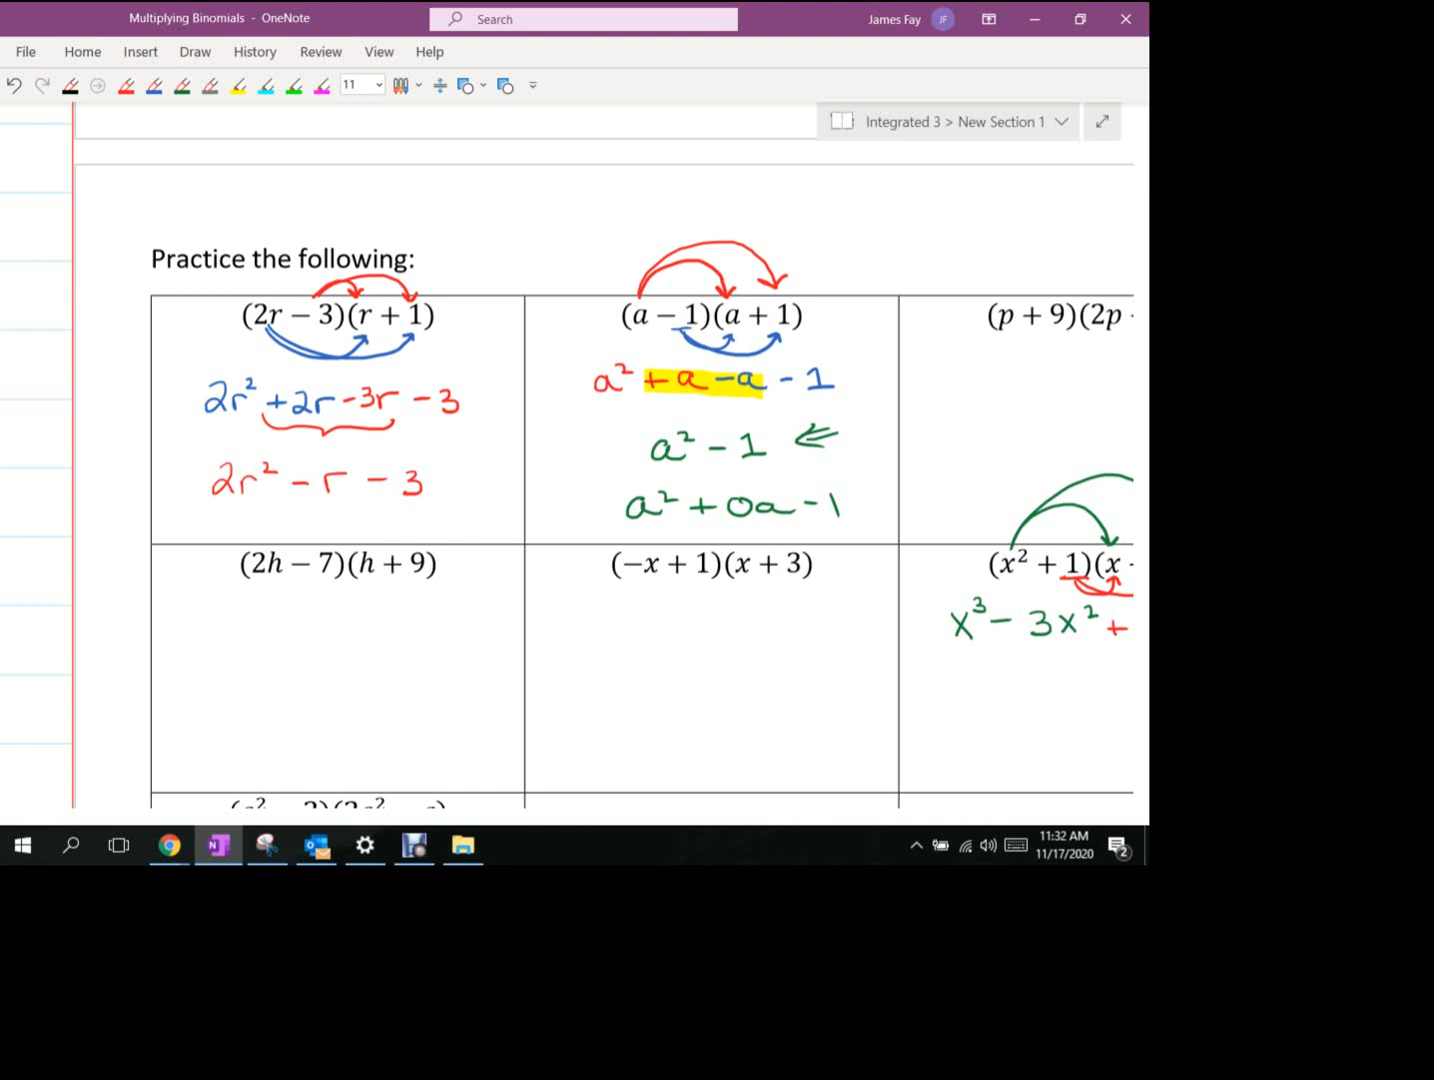 Multiplying Binomials - OneNote
Search
James Fay
JF
File Home Insert Draw History Review View Help
11
Integrated 3 > New Section 1
Practice the following:
(2r − 3)(r + 1)
2r² +2r -3r - 3
2r² - r - 3
(a − 1)(a + 1)
a² +a -a - 1
a² - 1
a² + 0a - 1
(p + 9)(2p
(2h − 7)(h + 9)
(−x + 1)(x + 3)
(x² + 1)(x
x³ - 3x² +
11:32 AM
11/17/2020
2